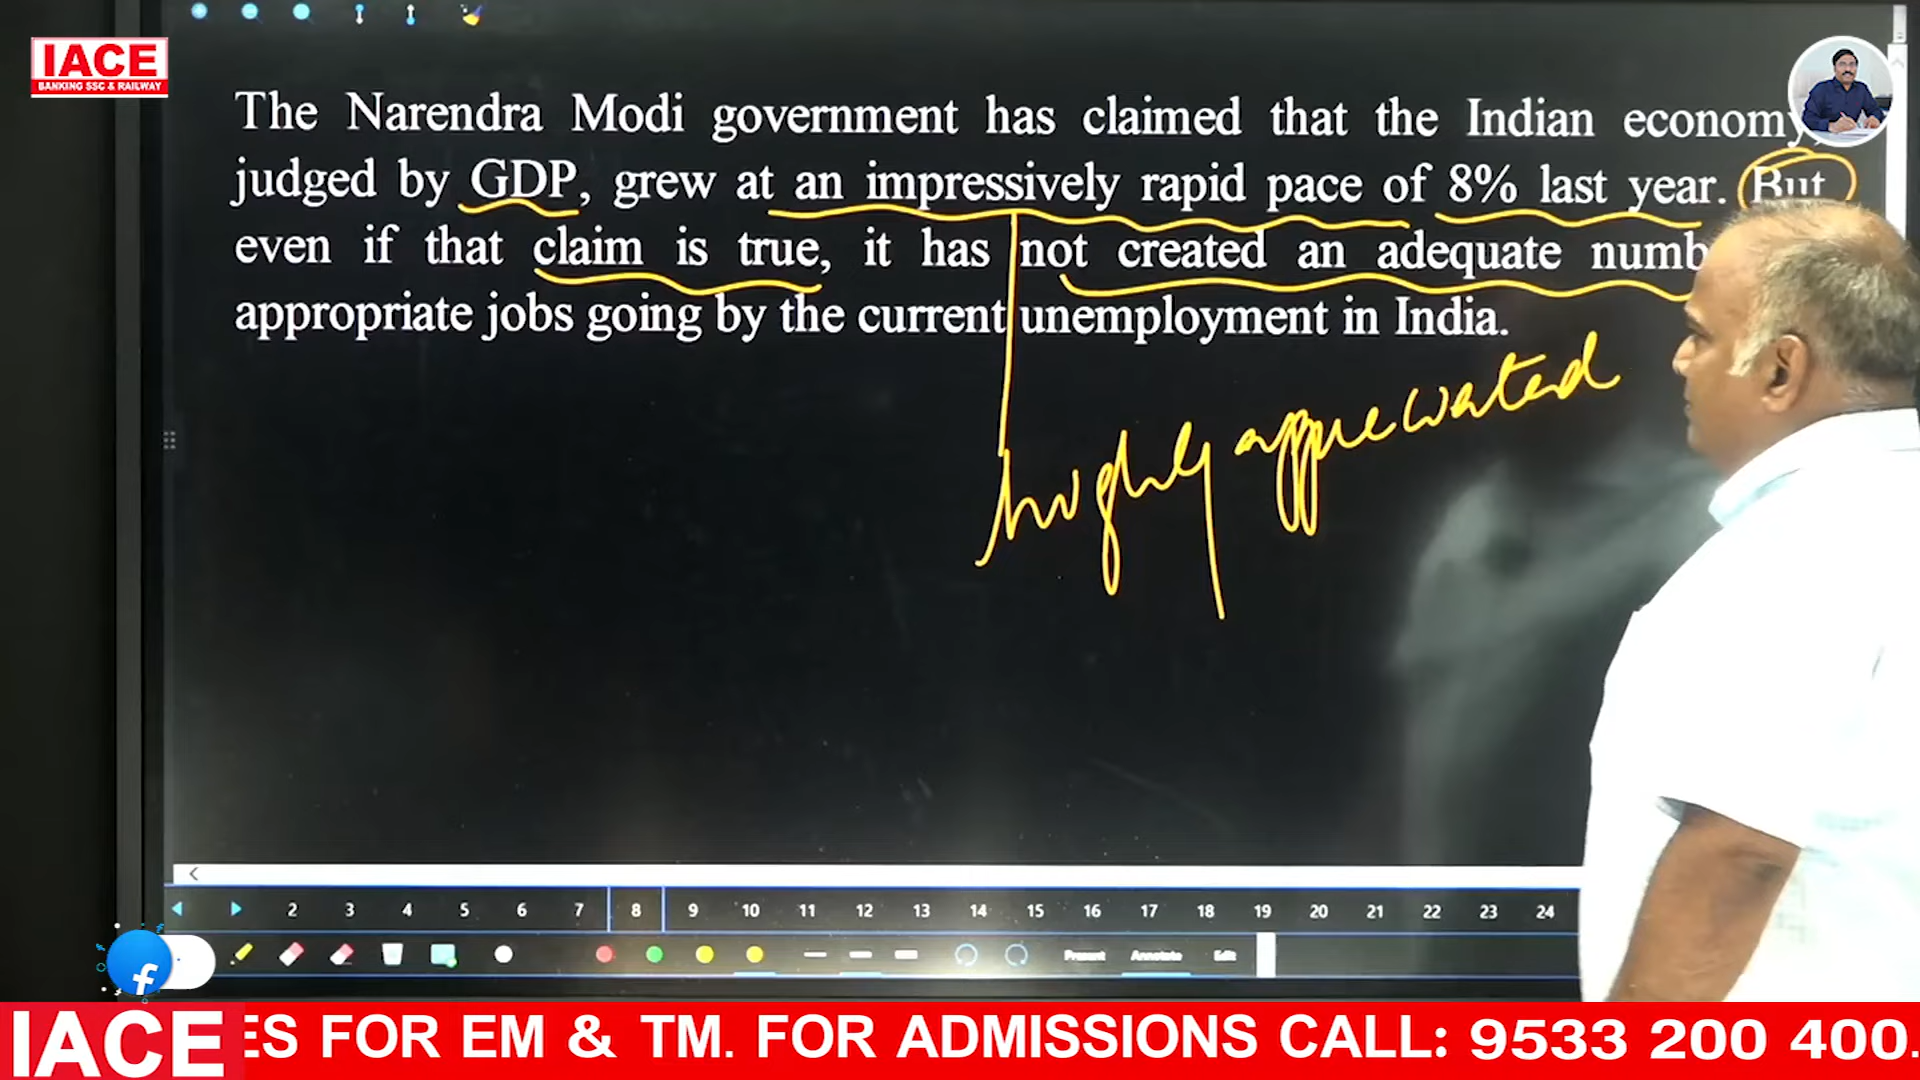 IACE
BANKING SSC & RAILWAY
The Narendra Modi government has claimed that the Indian economy,
judged by GDP, grew at an impressively rapid pace of 8% last year. But
even if that claim is true, it has not created an adequate numb
appropriate jobs going by the current unemployment in India.
highly appreciated
2 3 4 5 6 7 8 9 10 11 12 13 14 15 16 17 18 19 20 21 22 23 24
Present Annotate Edit
IACE ES FOR EM & TM. FOR ADMISSIONS CALL: 9533 200 400.